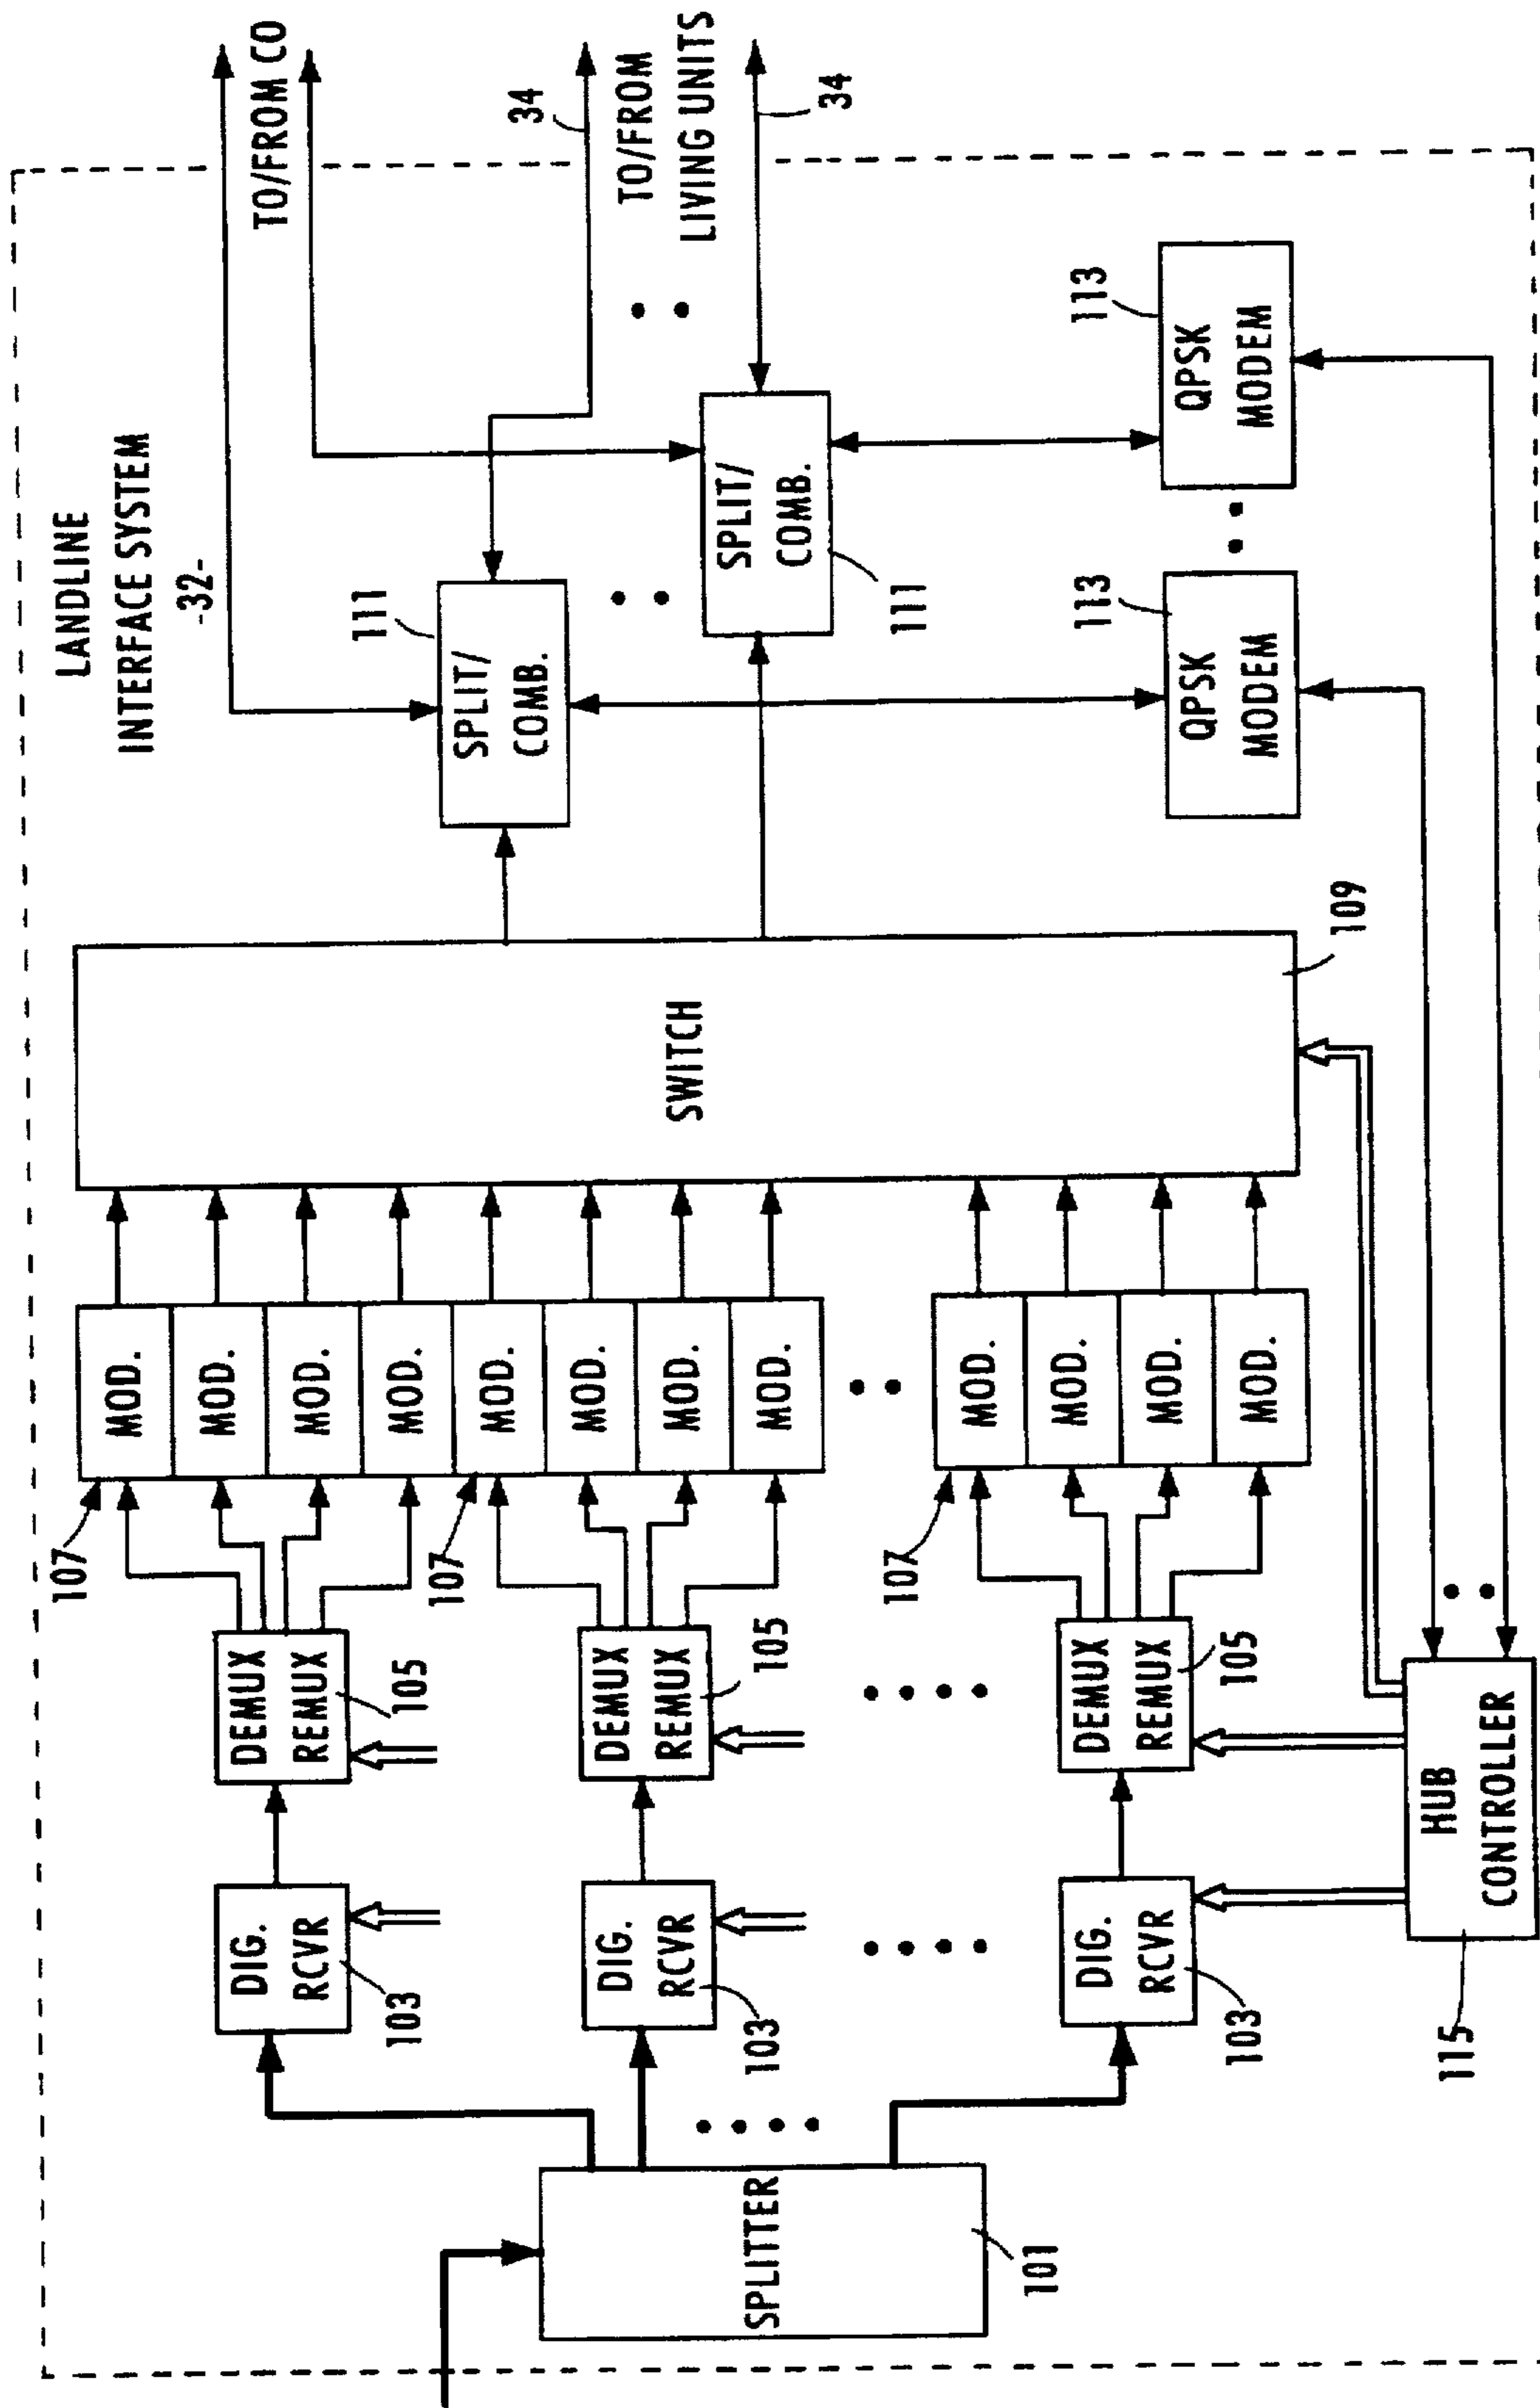 LANDLINE
INTERFACE SYSTEM
-32-
TO/FROM CO
34
TO/FROM
LIVING UNITS
34
SPLITTER
101
DIG.
RCVR
103
DIG.
RCVR
103
DIG.
RCVR
103
DEMUX
REMUX
105
DEMUX
REMUX
105
DEMUX
REMUX
105
107
MOD.
MOD.
MOD.
MOD.
107
MOD.
MOD.
MOD.
MOD.
107
MOD.
MOD.
MOD.
MOD.
SWITCH
109
SPLIT/
COMB.
111
SPLIT/
COMB.
111
QPSK
MODEM
113
QPSK
MODEM
113
HUB
CONTROLLER
115